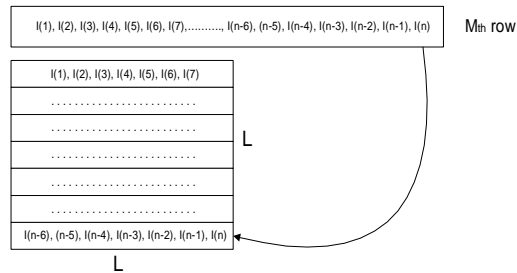 I(1), I(2), I(3), I(4), I(5), I(6), I(7),.........., I(n-6), (n-5), I(n-4), I(n-3), I(n-2), I(n-1), I(n) Mth row
I(1), I(2), I(3), I(4), I(5), I(6), I(7)
. . . . . . . . . . . . . . . . . . . . . . . .
. . . . . . . . . . . . . . . . . . . . . . . .
. . . . . . . . . . . . . . . . . . . . . . . .
. . . . . . . . . . . . . . . . . . . . . . . .
. . . . . . . . . . . . . . . . . . . . . . . .
I(n-6), (n-5), I(n-4), I(n-3), I(n-2), I(n-1), I(n)
L
L